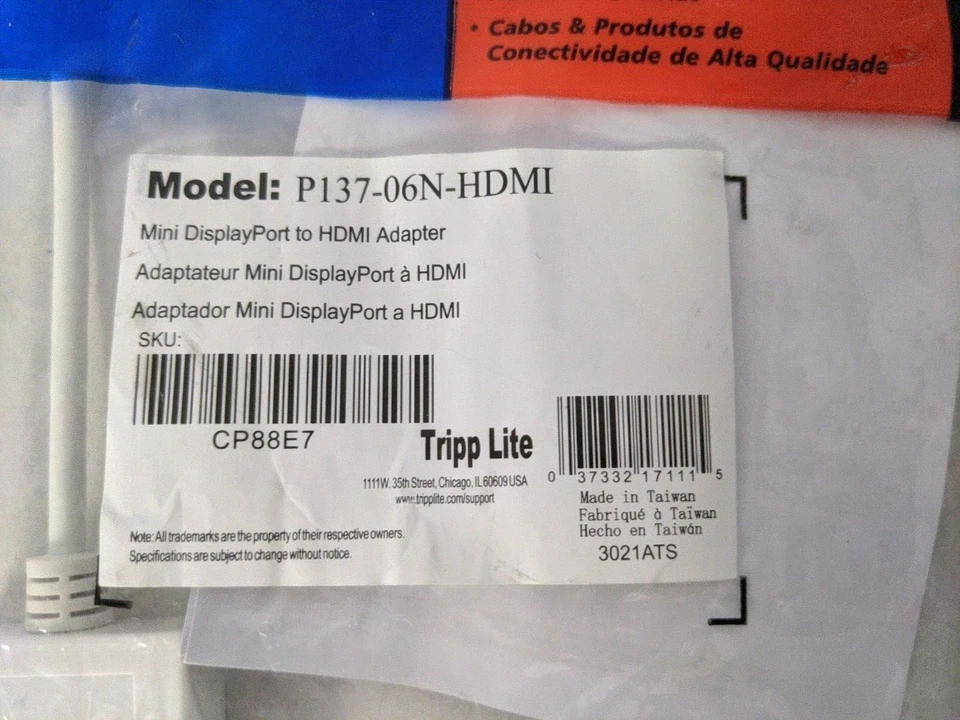 • Cabos & Produtos de
Conectividade de Alta Qualidade
Model: P137-06N-HDMI
Mini DisplayPort to HDMI Adapter
Adaptateur Mini DisplayPort à HDMI
Adaptador Mini DisplayPort a HDMI
SKU:
CP88E7
Tripp Lite
1111 W. 35th Street, Chicago, IL 60609 USA
www.tripplite.com/support
0 37332 17111 5
Made in Taiwan
Fabriqué à Taïwan
Hecho en Taiwán
3021ATS
Note: All trademarks are the property of their respective owners.
Specifications are subject to change without notice.